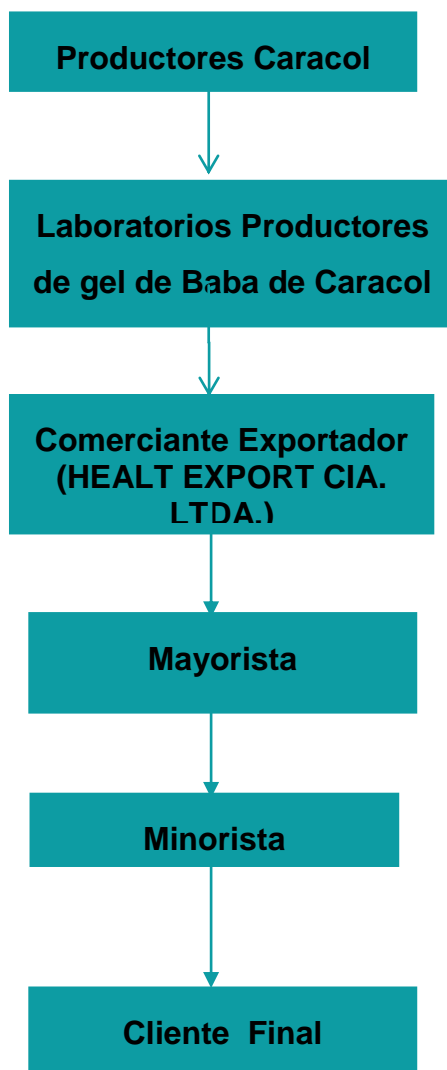 Productores Caracol
Laboratorios Productores
de gel de Baba de Caracol
Comerciante Exportador
(HEALT EXPORT CIA.
LTDA.)
Mayorista
Minorista
Cliente Final